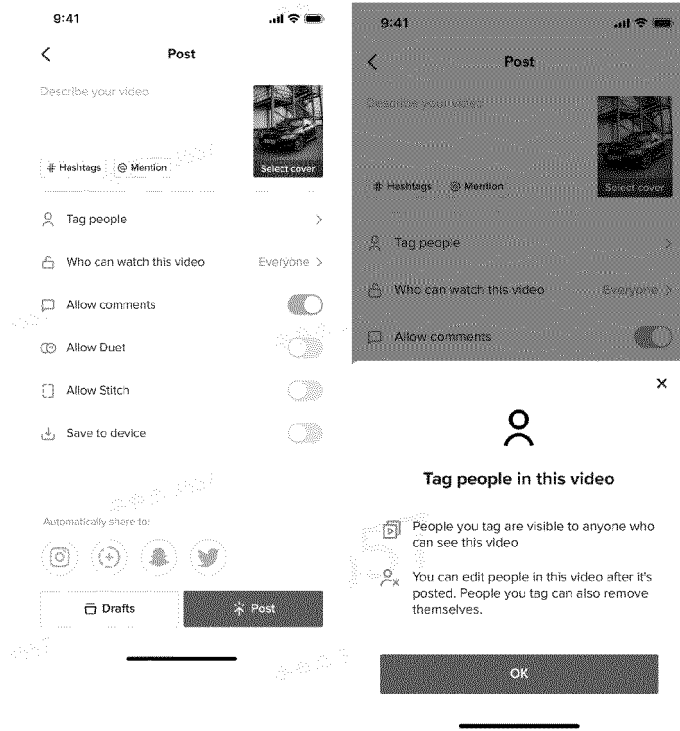 9:41
Post
Describe your video
# Hashtags @ Mention
Select cover
Tag people
Who can watch this video Everyone
Allow comments
Allow Duet
Allow Stitch
Save to device
Automatically share to:
Drafts Post
9:41
Post
Describe your video
# Hashtags @ Mention
Select cover
Tag people
Who can watch this video Everyone
Allow comments
Tag people in this video
People you tag are visible to anyone who
can see this video
You can edit people in this video after it's
posted. People you tag can also remove
themselves.
OK